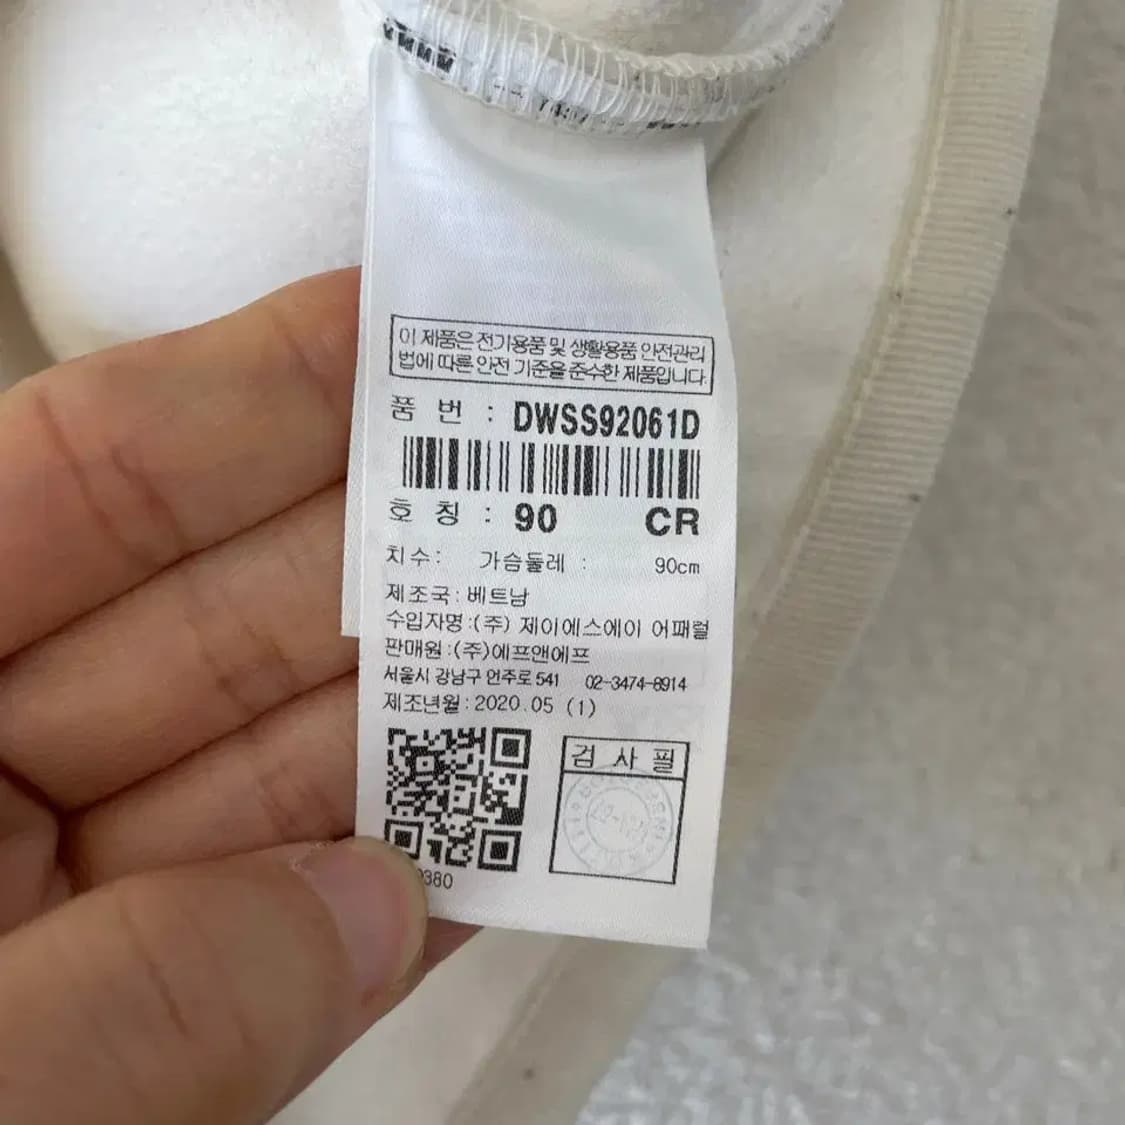 이 제품은 전기용품 및 생활용품 안전관리
법에 따른 안전 기준을 준수한 제품입니다.
품 번 : DWSS92061D
호 칭 : 90 CR
치수: 가슴둘레 : 90cm
제조국: 베트남
수입자명:(주) 제이에스에이 어패럴
판매원:(주)에프앤에프
서울시 강남구 언주로 541 02-3474-8914
제조년월:2020.05 (1)
검 사 필